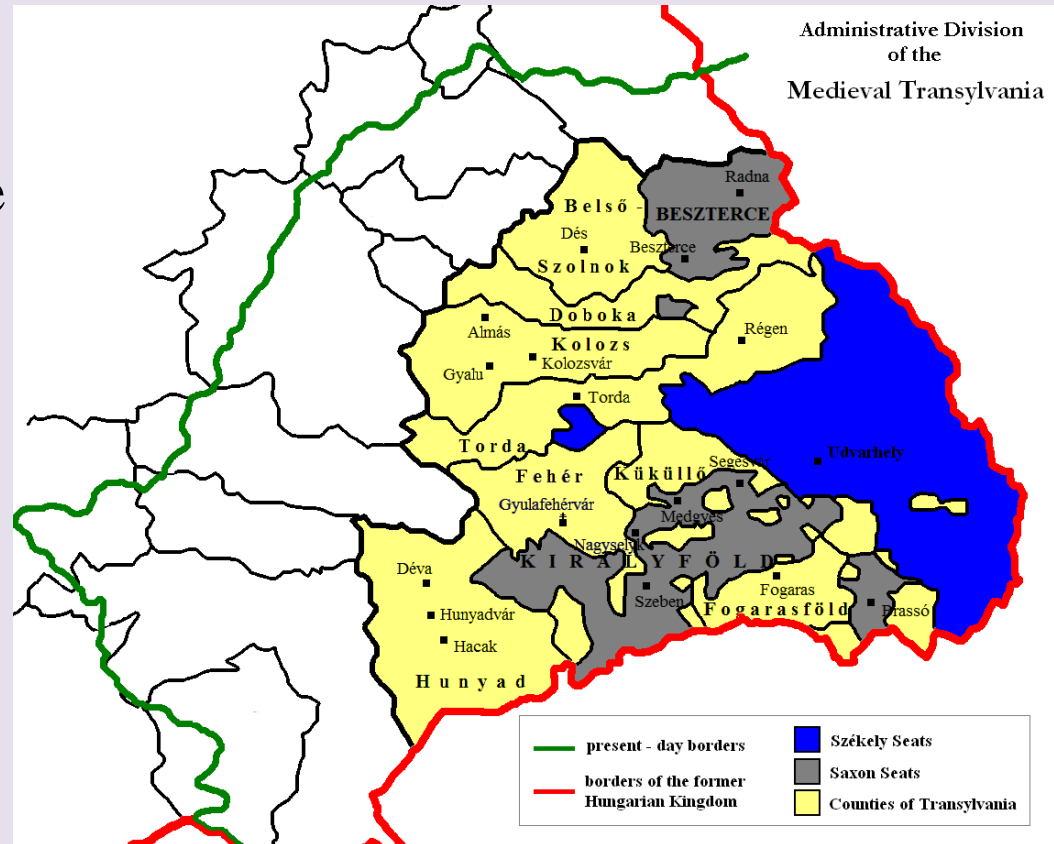 Administrative Division
of the
Medieval Transylvania
e
Radna
Belső -
BESZTERCE
Dés
Beszterce
Szolnok
Doboka
Almás
Régen
Kolozs
Kolozsvár
Gyalu
Torda
Torda
Udvarhely
Fehér
Küküllő
Segesvár
Gyulafehérvár
Medgyes
Nagyselyk
KIRÁLYFÖLD
Déva
Fogaras
Szeben
Hunyadvár
Fogarasföld
Brassó
Hacak
Hunyad
present - day borders
borders of the former
Hungarian Kingdom
Székely Seats
Saxon Seats
Counties of Transylvania